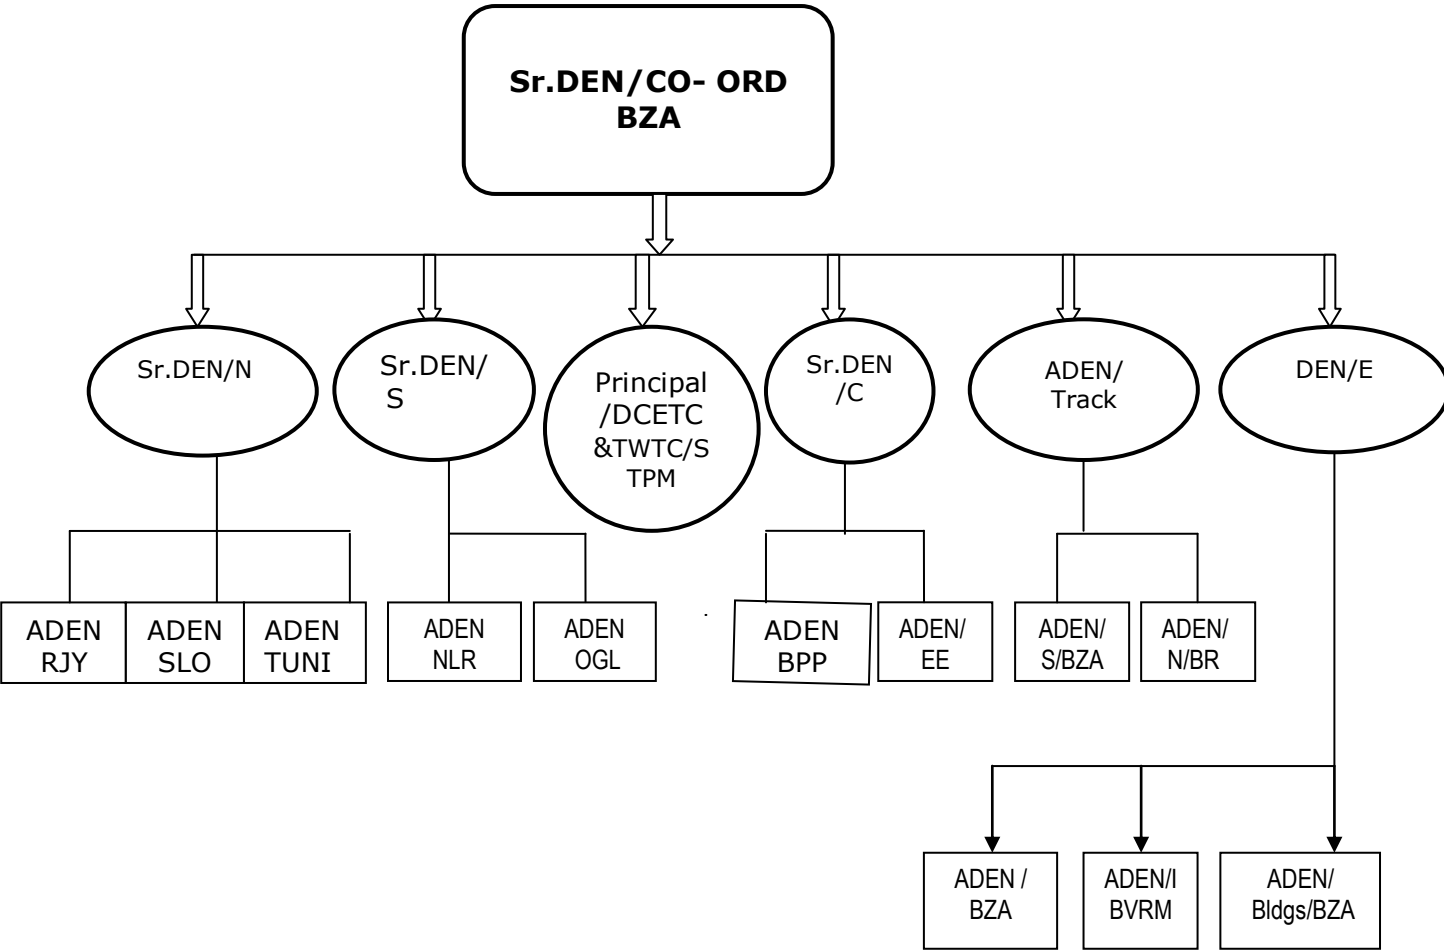 Sr.DEN/CO- ORD
BZA
Sr.DEN/N
Sr.DEN/
S
Principal
/DCETC
&TWTC/S
TPM
Sr.DEN
/C
ADEN/
Track
DEN/E
ADEN
RJY
ADEN
SLO
ADEN
TUNI
ADEN
NLR
ADEN
OGL
.
ADEN
BPP
ADEN/
EE
ADEN/
S/BZA
ADEN/
N/BR
ADEN /
BZA
ADEN/I
BVRM
ADEN/
Bldgs/BZA